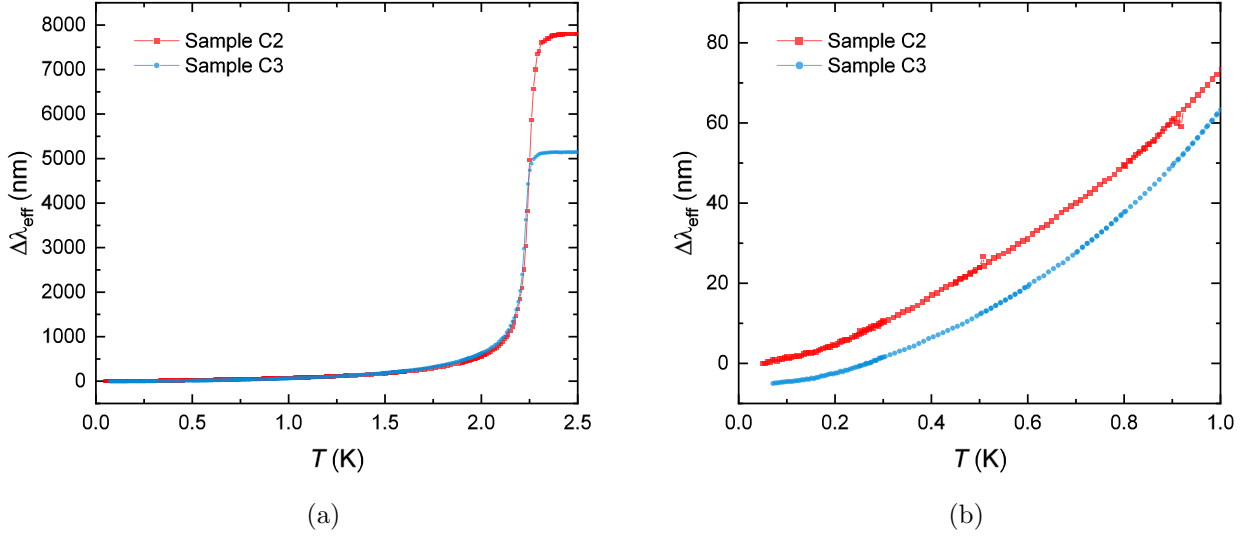 8000
7000
6000
5000
4000
3000
2000
1000
0
Δλeff (nm)
Sample C2
Sample C3
0.0 0.5 1.0 1.5 2.0 2.5
T (K)
(a)
80
60
40
20
0
Δλeff (nm)
Sample C2
Sample C3
0.0 0.2 0.4 0.6 0.8 1.0
T (K)
(b)